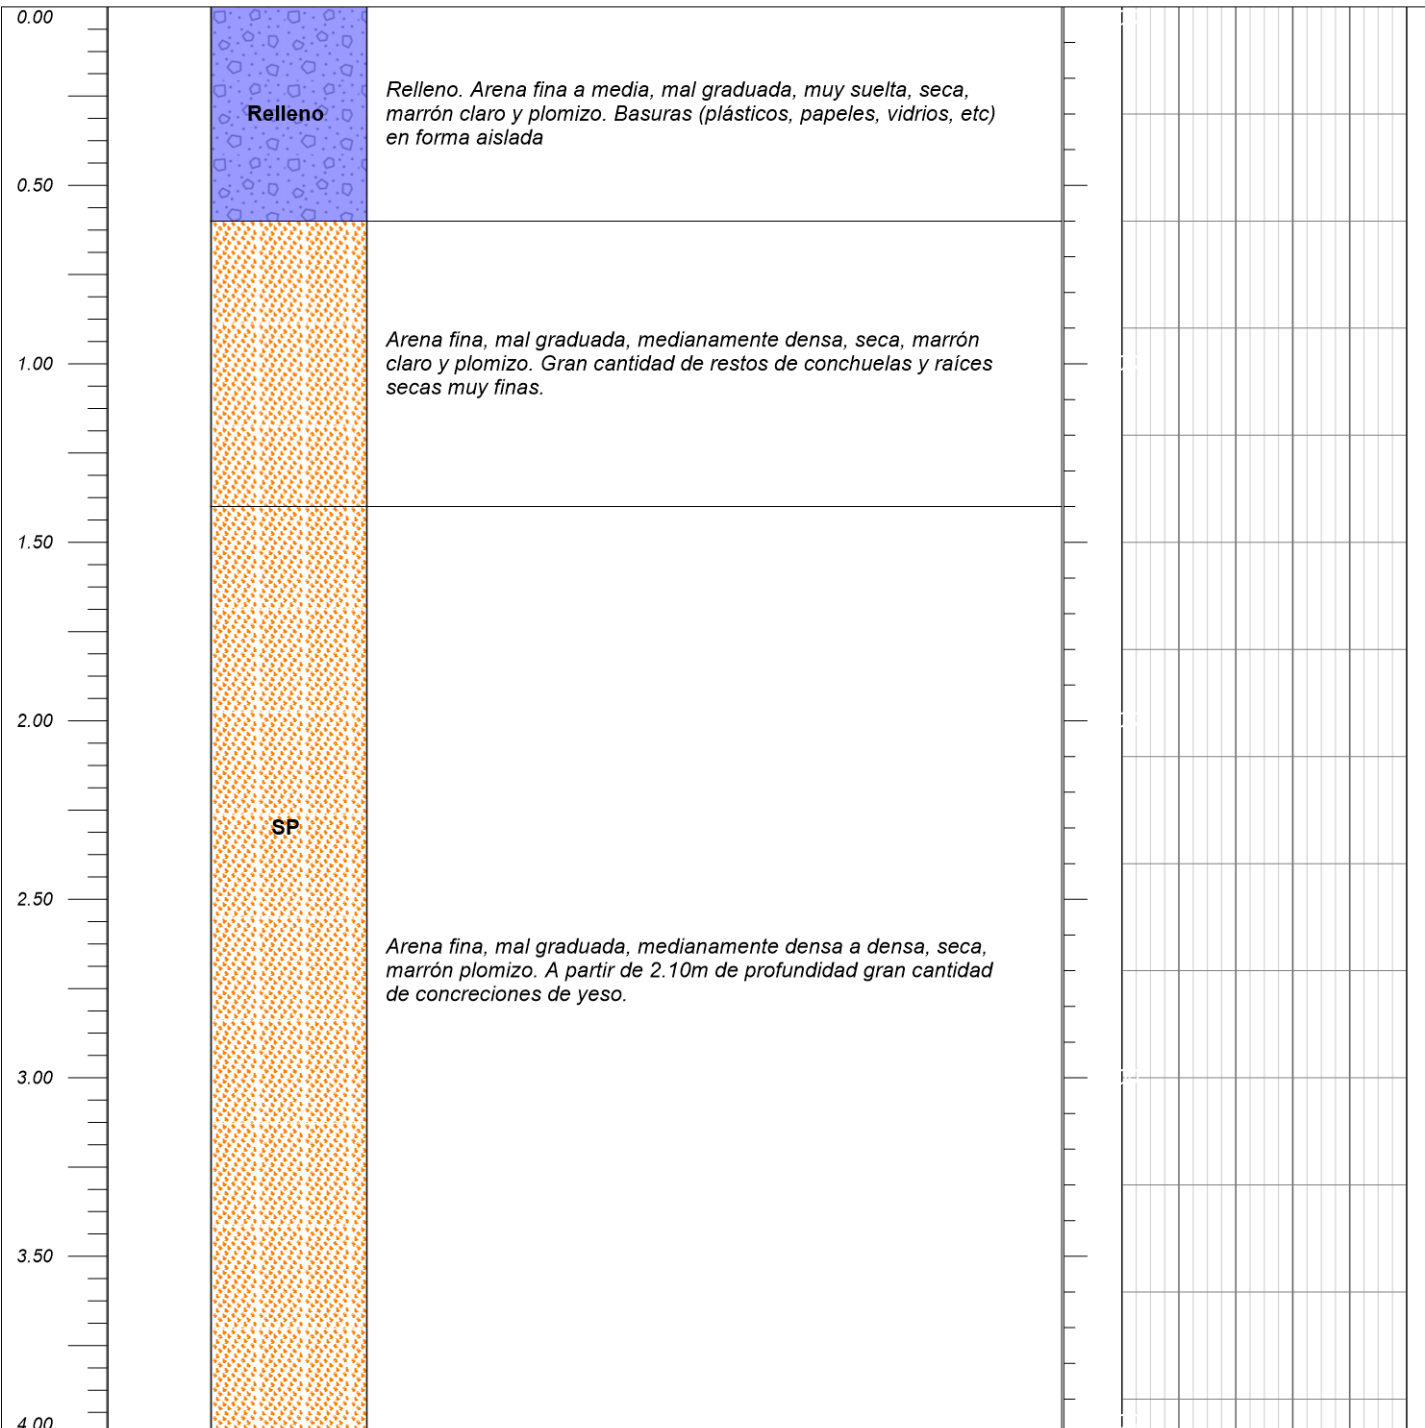 0.00
Relleno. Arena fina a media, mal graduada, muy suelta, seca,
marrón claro y plomizo. Basuras (plásticos, papeles, vidrios, etc)
en forma aislada
Relleno
0.50
Arena fina, mal graduada, medianamente densa, seca, marrón
claro y plomizo. Gran cantidad de restos de conchuelas y raíces
secas muy finas.
1.00
1.50
2.00
SP
2.50
Arena fina, mal graduada, medianamente densa a densa, seca,
marrón plomizo. A partir de 2.10m de profundidad gran cantidad
de concreciones de yeso.
3.00
3.50
4.00